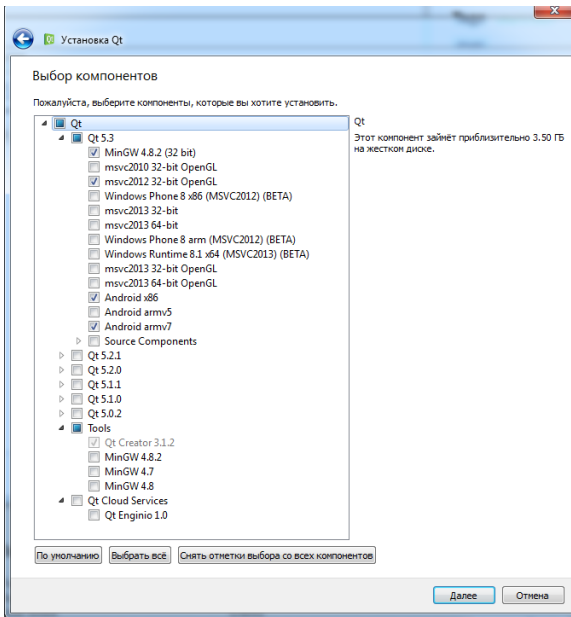 Установка Qt
Выбор компонентов
Пожалуйста, выберите компоненты, которые вы хотите установить.
Qt
Qt 5.3
MinGW 4.8.2 (32 bit)
msvc2010 32-bit OpenGL
msvc2012 32-bit OpenGL
Windows Phone 8 x86 (MSVC2012) (BETA)
msvc2013 32-bit
msvc2013 64-bit
Windows Phone 8 arm (MSVC2012) (BETA)
Windows Runtime 8.1 x64 (MSVC2013) (BETA)
msvc2013 32-bit OpenGL
msvc2013 64-bit OpenGL
Android x86
Android armv5
Android armv7
Source Components
Qt 5.2.1
Qt 5.2.0
Qt 5.1.1
Qt 5.1.0
Qt 5.0.2
Tools
Qt Creator 3.1.2
MinGW 4.8.2
MinGW 4.7
MinGW 4.8
Qt Cloud Services
Qt Enginio 1.0
Qt
Этот компонент займёт приблизительно 3.50 ГБ
на жестком диске.
По умолчанию Выбрать всё Снять отметки выбора со всех компонентов
Далее Отмена